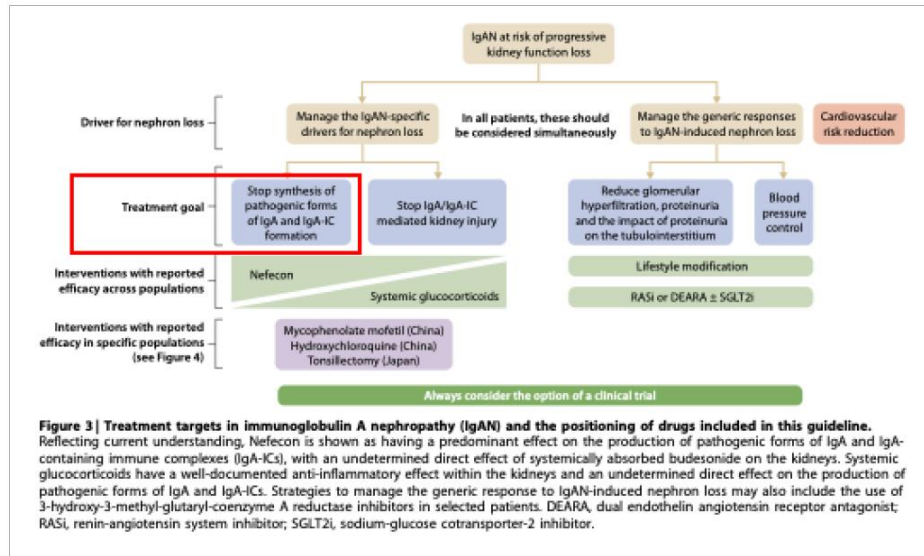 IgAN at risk of progressive
kidney function loss
Driver for nephron loss
Manage the IgAN-specific
drivers for nephron loss
In all patients, these should
be considered simultaneously
Manage the generic responses
to IgAN-induced nephron loss
Cardiovascular
risk reduction
Treatment goal
Stop synthesis of
pathogenic forms
of IgA and IgA-IC
formation
Stop IgA/IgA-IC
mediated kidney injury
Reduce glomerular
hyperfiltration, proteinuria
and the impact of proteinuria
on the tubulointerstitium
Blood
pressure
control
Interventions with reported
efficacy across populations
Nefecon
Systemic glucocorticoids
Lifestyle modification
RASi or DEARA ± SGLT2i
Interventions with reported
efficacy in specific populations
(see Figure 4)
Mycophenolate mofetil (China)
Hydroxychloroquine (China)
Tonsillectomy (Japan)
Always consider the option of a clinical trial
Figure 3 | Treatment targets in immunoglobulin A nephropathy (IgAN) and the positioning of drugs included in this guideline.
Reflecting current understanding, Nefecon is shown as having a predominant effect on the production of pathogenic forms of IgA and IgA-
containing immune complexes (IgA-ICs), with an undetermined direct effect of systemically absorbed budesonide on the kidneys. Systemic
glucocorticoids have a well-documented anti-inflammatory effect within the kidneys and an undetermined direct effect on the production of
pathogenic forms of IgA and IgA-ICs. Strategies to manage the generic response to IgAN-induced nephron loss may also include the use of
3-hydroxy-3-methyl-glutaryl-coenzyme A reductase inhibitors in selected patients. DEARA, dual endothelin angiotensin receptor antagonist;
RASi, renin-angiotensin system inhibitor; SGLT2i, sodium-glucose cotransporter-2 inhibitor.